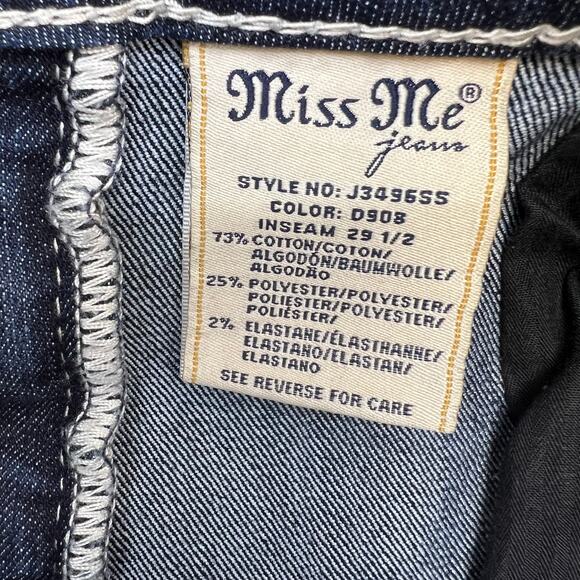 Miss Me®
jeans
STYLE NO: J3496SS
COLOR: D908
INSEAM 29 1/2
73% COTTON/COTON/
ALGODÓN/BAUMWOLLE/
ALGODÃO
25% POLYESTER/POLYESTER/
POLIESTER/POLYESTER/
POLIÉSTER/
2% ELASTANE/ÉLASTHANNE/
ELASTANO/ELASTAN/
ELASTANO
SEE REVERSE FOR CARE